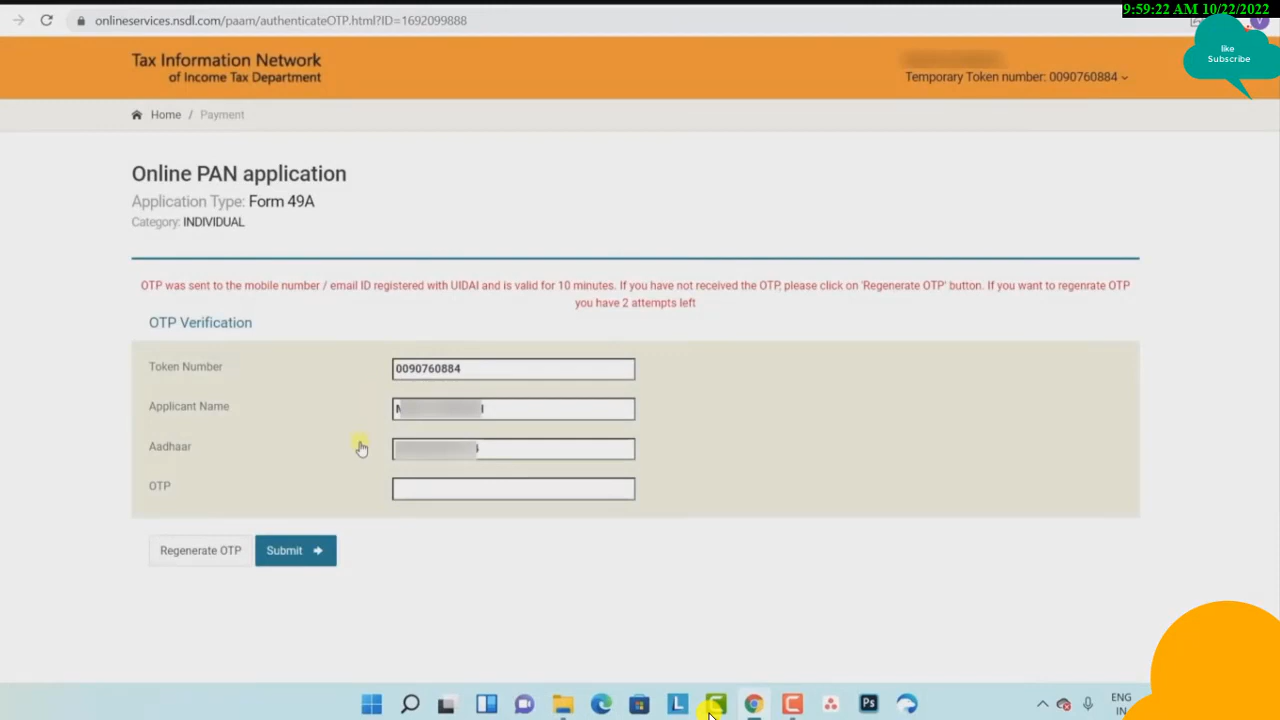 9:59:22 AM 10/22/2022
onlineservices.nsdl.com/paam/authenticateOTP.html?ID=1692099888
like
Subscribe
Tax Information Network
of Income Tax Department
Temporary Token number: 0090760884
Home / Payment
Online PAN application
Application Type: Form 49A
Category: INDIVIDUAL
OTP was sent to the mobile number / email ID registered with UIDAI and is valid for 10 minutes. If you have not received the OTP, please click on 'Regenerate OTP' button. If you want to regenrate OTP
you have 2 attempts left
OTP Verification
Token Number 0090760884
Applicant Name
Aadhaar
OTP
Regenerate OTP Submit
L Ps ENG
IN